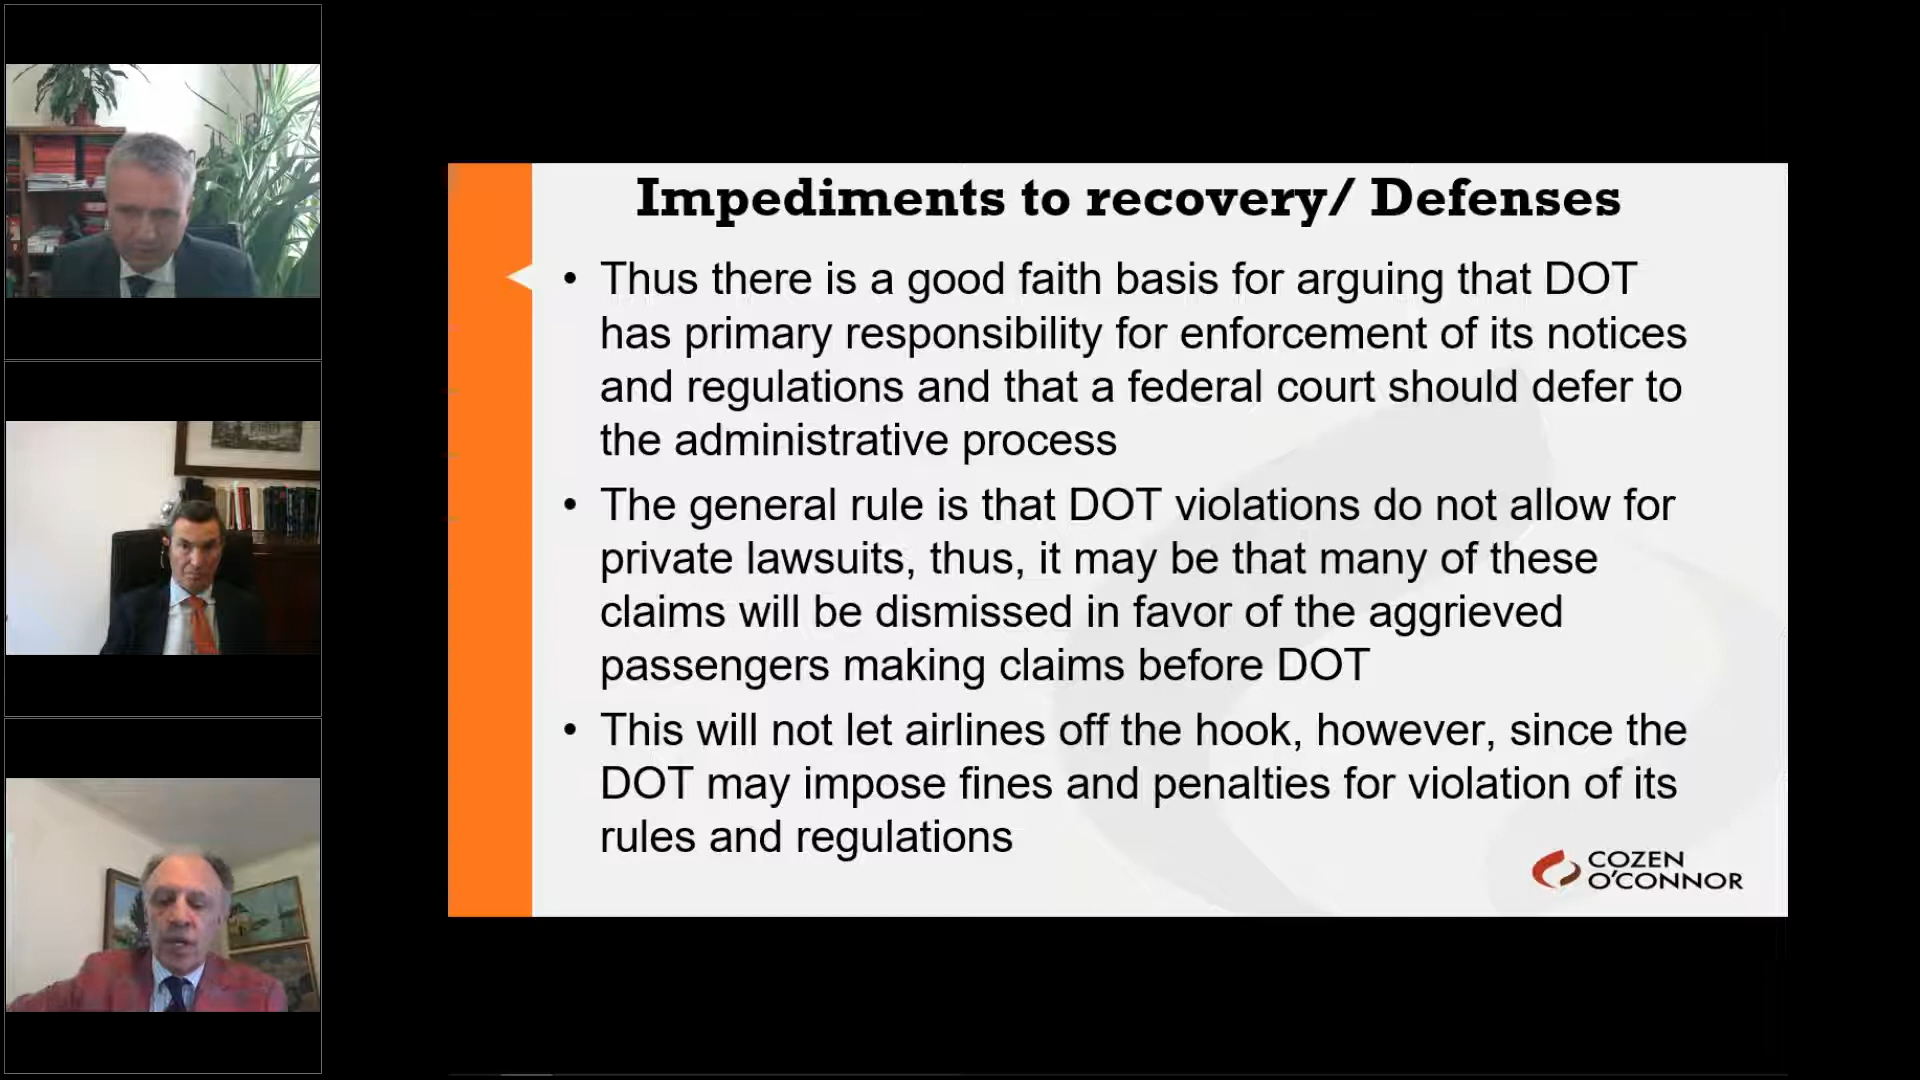 Impediments to recovery/ Defenses
• Thus there is a good faith basis for arguing that DOT
has primary responsibility for enforcement of its notices
and regulations and that a federal court should defer to
the administrative process
• The general rule is that DOT violations do not allow for
private lawsuits, thus, it may be that many of these
claims will be dismissed in favor of the aggrieved
passengers making claims before DOT
• This will not let airlines off the hook, however, since the
DOT may impose fines and penalties for violation of its
rules and regulations
COZEN
O'CONNOR